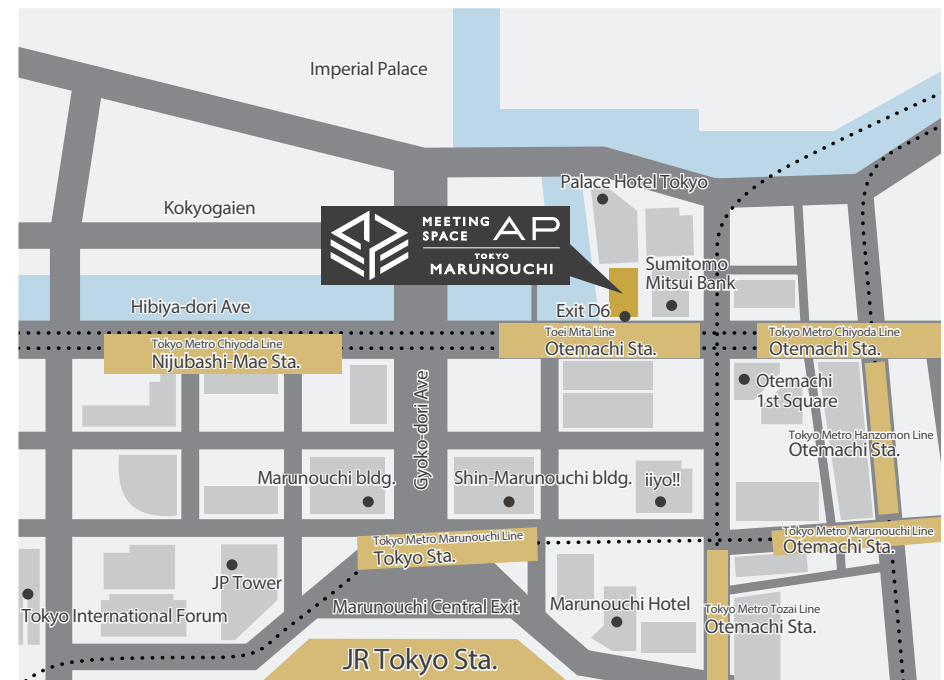 Imperial Palace
Palace Hotel Tokyo
Kokyogaien
MEETING
SPACE
AP
TOKYO
MARUNOUCHI
Sumitomo
Mitsui Bank
Hibiya-dori Ave
Exit D6
Toei Mita Line
Otemachi Sta.
Tokyo Metro Chiyoda Line
Otemachi Sta.
Tokyo Metro Chiyoda Line
Nijubashi-Mae Sta.
Gyoko-dori Ave
Otemachi
1st Square
Tokyo Metro Hanzomon Line
Otemachi Sta.
Marunouchi bldg.
Shin-Marunouchi bldg.
iiyo!!
Tokyo Metro Marunouchi Line
Tokyo Sta.
Tokyo Metro Marunouchi Line
Otemachi Sta.
JP Tower
Tokyo International Forum
Marunouchi Central Exit
Marunouchi Hotel
Tokyo Metro Tozai Line
Otemachi Sta.
JR Tokyo Sta.